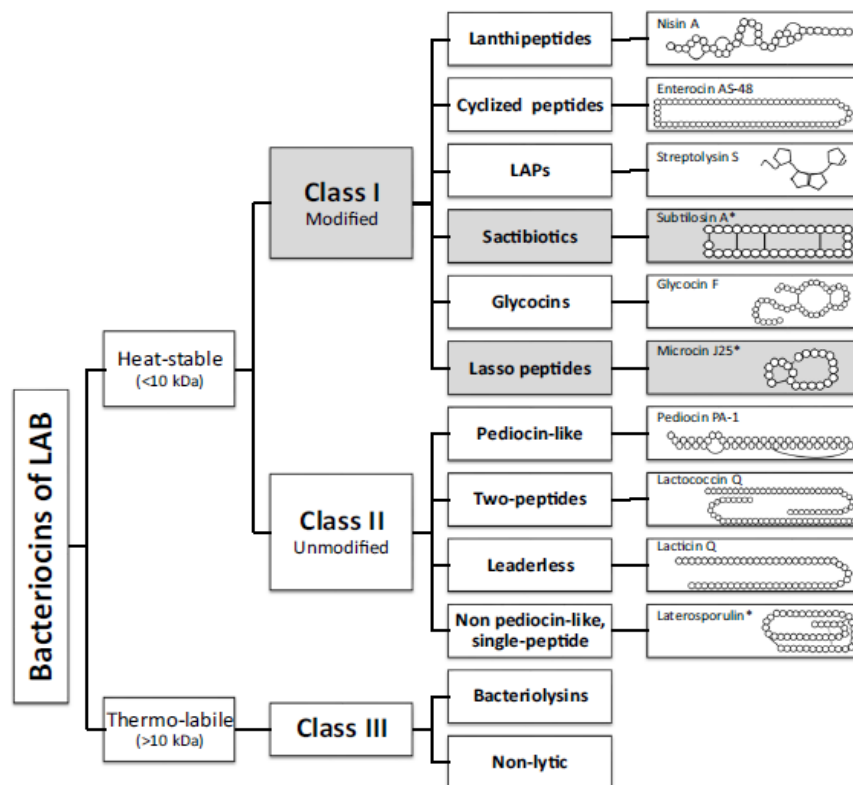 Bacteriocins of LAB
Heat-stable
(<10 kDa)
Class I
Modified
Lanthipeptides
Nisin A
Cyclized peptides
Enterocin AS-48
LAPs
Streptolysin S
Sactibiotics
Subtilosin A*
Glycocins
Glycocin F
Lasso peptides
Microcin J25*
Class II
Unmodified
Pediocin-like
Pediocin PA-1
Two-peptides
Lactococcin Q
Leaderless
Lacticin Q
Non pediocin-like,
single-peptide
Laterosporulin*
Thermo-labile
(>10 kDa)
Class III
Bacteriolysins
Non-lytic